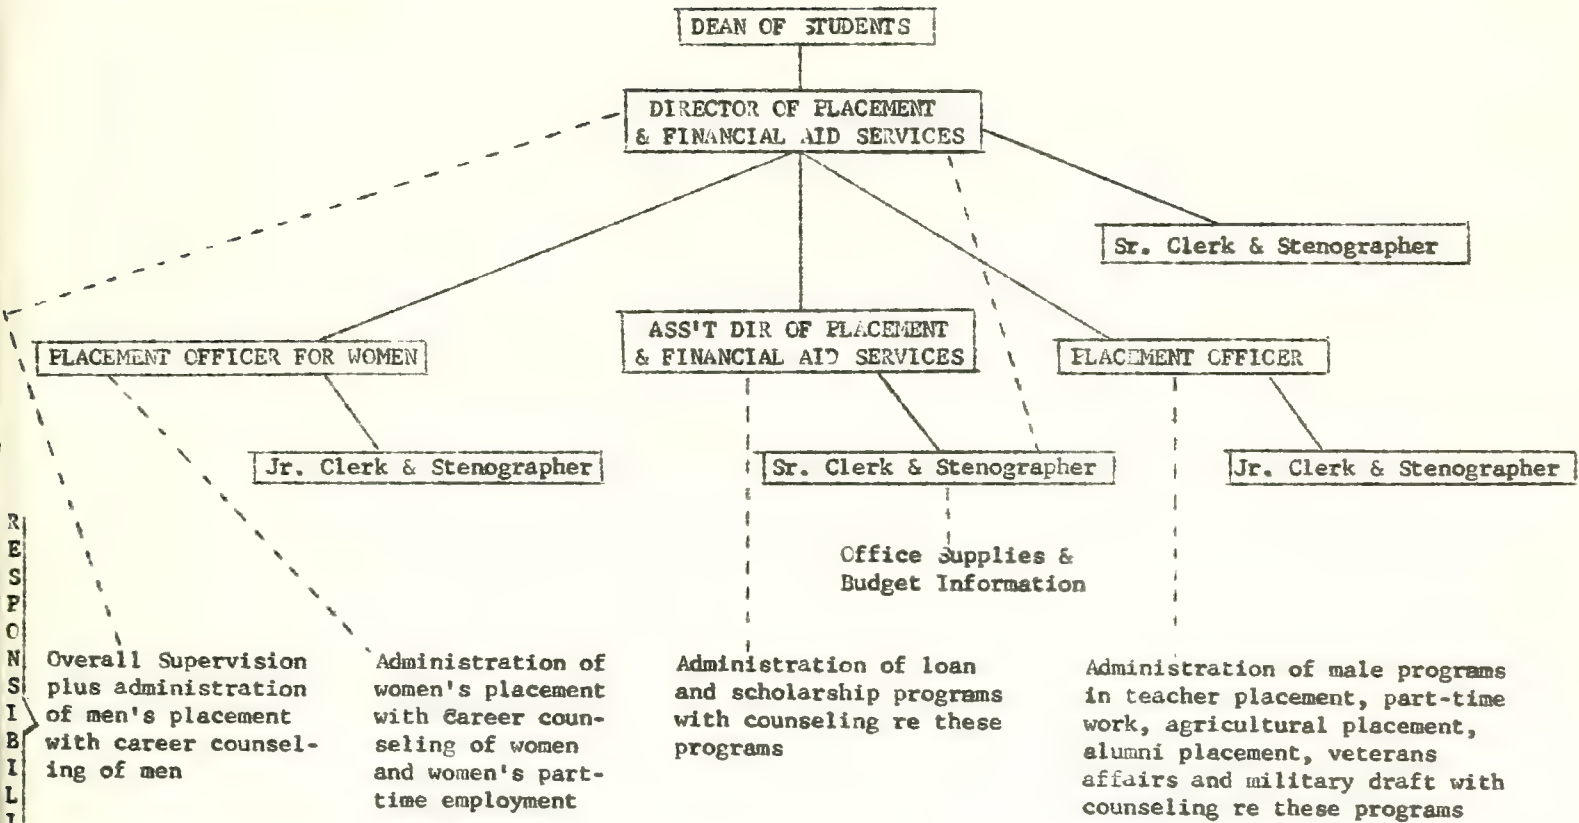 DEAN OF STUDENTS
DIRECTOR OF PLACEMENT
& FINANCIAL AID SERVICES
Sr. Clerk & Stenographer
PLACEMENT OFFICER FOR WOMEN
ASS'T DIR OF PLACEMENT
& FINANCIAL AID SERVICES
PLACEMENT OFFICER
Jr. Clerk & Stenographer
Sr. Clerk & Stenographer
Jr. Clerk & Stenographer
Office Supplies &
Budget Information
R
E
S
P
O
N
S
I
B
I
L
I
Overall Supervision
plus administration
of men's placement
with career counsel-
ing of men
Administration of
women's placement
with career coun-
seling of women
and women's part-
time employment
Administration of loan
and scholarship programs
with counseling re these
programs
Administration of male programs
in teacher placement, part-time
work, agricultural placement,
alumni placement, veterans
affairs and military draft with
counseling re these programs